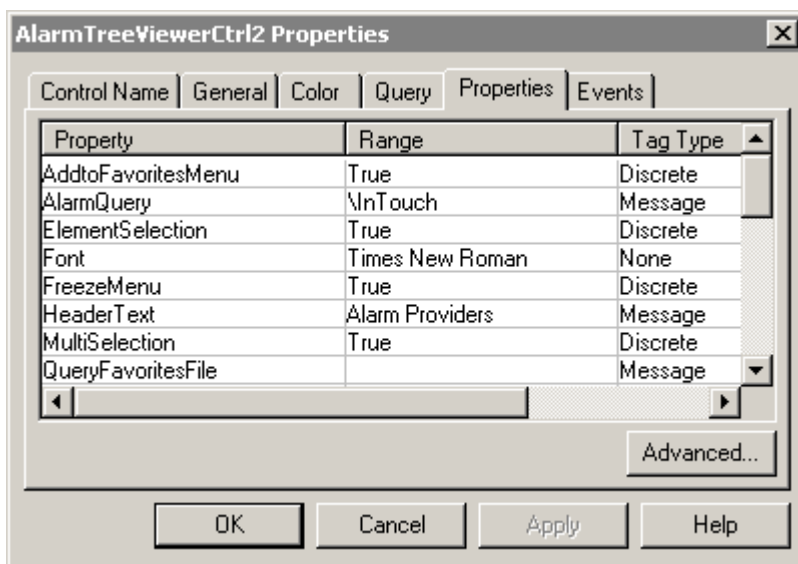 AlarmTreeViewerCtrl2 Properties
Control Name General Color Query Properties Events
Property Range Tag Type
AddtoFavoritesMenu True Discrete
AlarmQuery \InTouch Message
ElementSelection True Discrete
Font Times New Roman None
FreezeMenu True Discrete
HeaderText Alarm Providers Message
MultiSelection True Discrete
QueryFavoritesFile Message
Advanced...
OK Cancel Apply Help